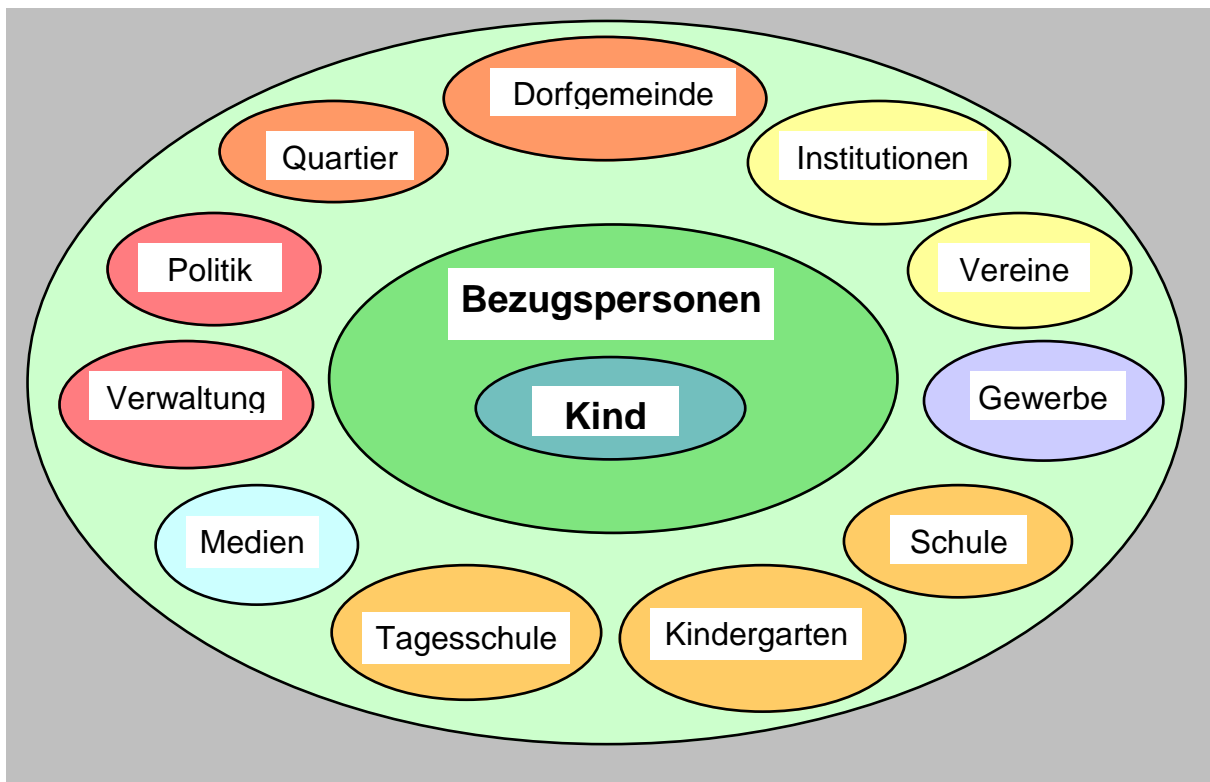 Dorfgemeinde
Quartier
Institutionen
Politik
Vereine
Bezugspersonen
Verwaltung
Kind
Gewerbe
Medien
Schule
Tagesschule
Kindergarten